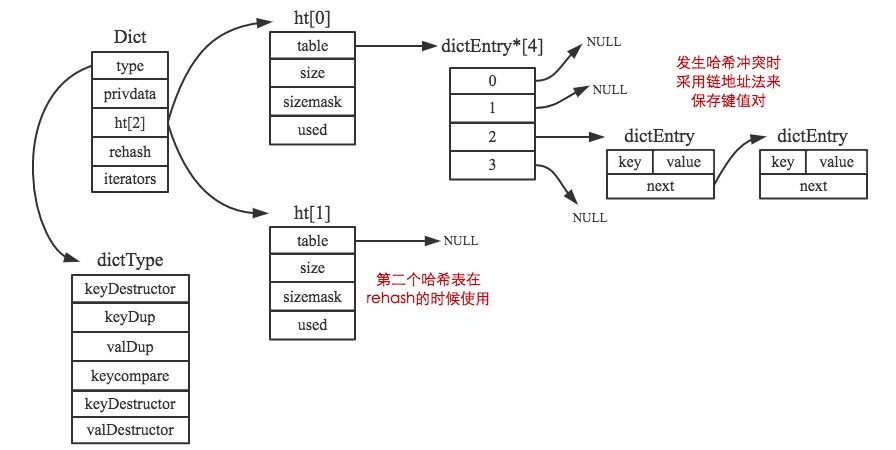 Dict
type
privdata
ht[2]
rehash
iterators
ht[0]
table
size
sizemask
used
dictEntry*[4]
0
1
2
3
NULL
NULL
NULL
发生哈希冲突时
采用链地址法来
保存键值对
dictEntry
key value
next
dictEntry
key value
next
ht[1]
table
size
sizemask
used
NULL
第二个哈希表在
rehash的时候使用
dictType
keyDestructor
keyDup
valDup
keycompare
keyDestructor
valDestructor